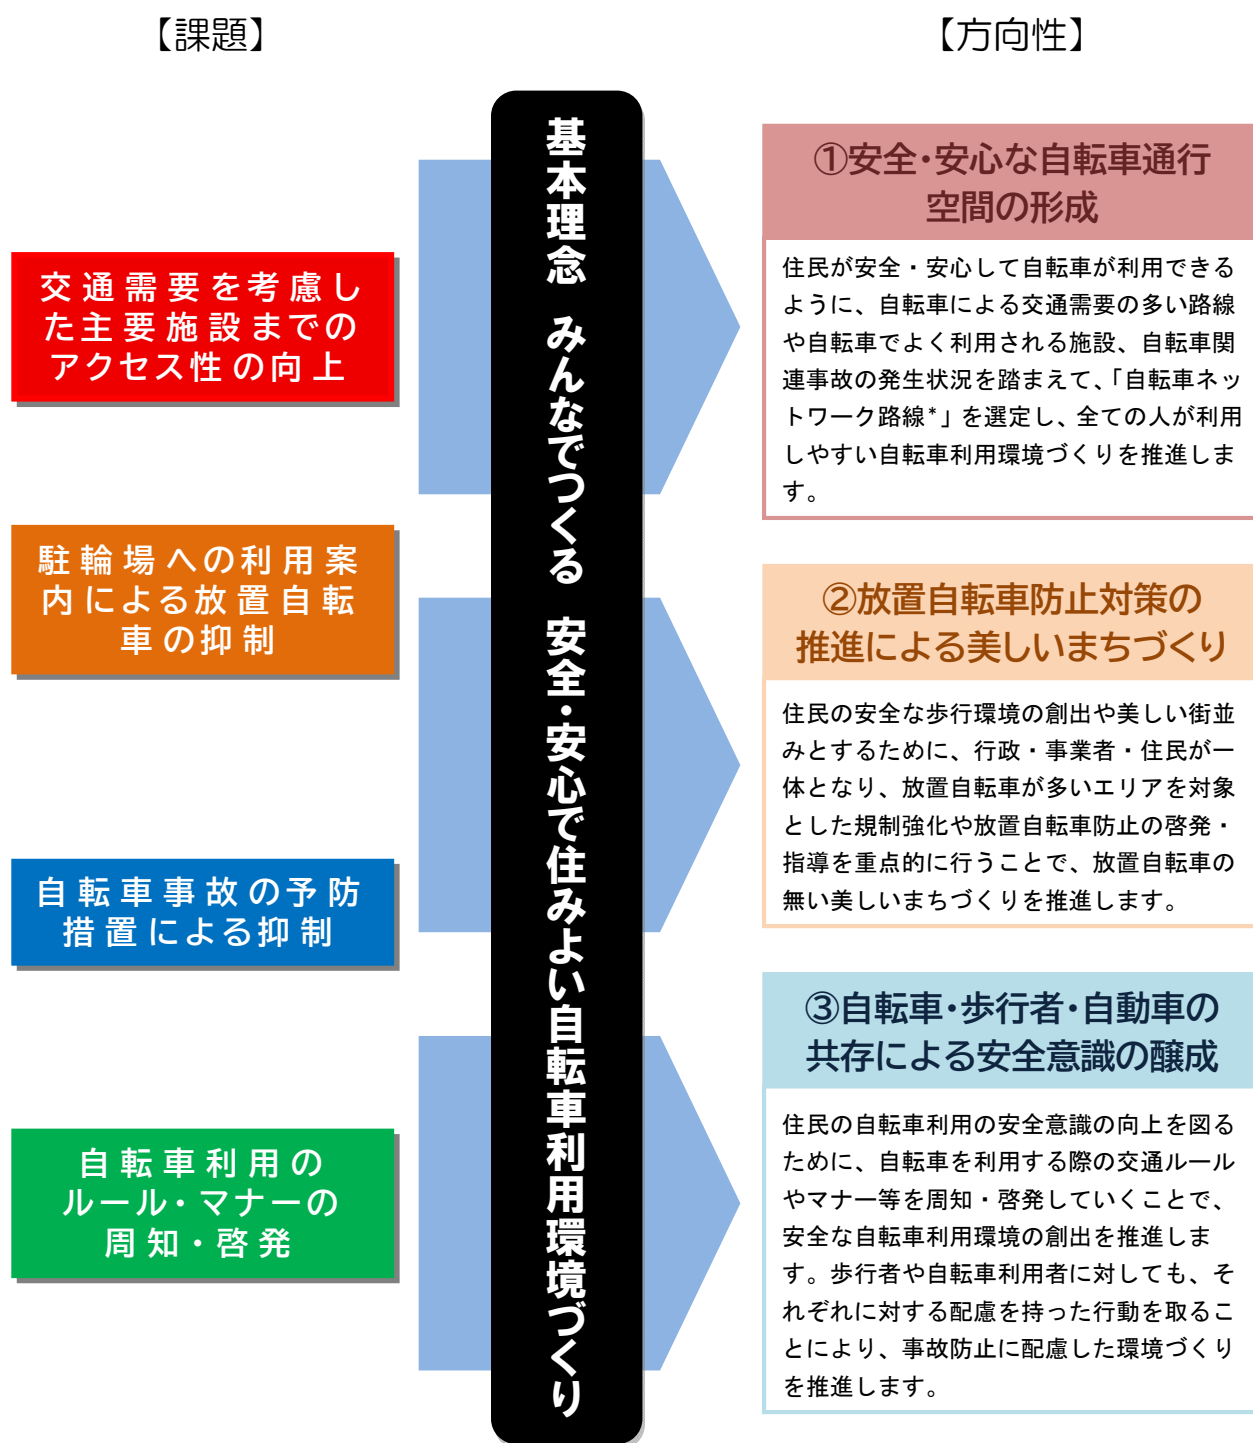 【課題】
交通需要を考慮し
た主要施設までの
アクセス性の向上
駐輪場への利用案
内による放置自転
車の抑制
自転車事故の予防
措置による抑制
自転車利用の
ルール・マナーの
周知・啓発
基本理念 みんなでつくる 安全・安心で住みよい自転車利用環境づくり
【方向性】
①安全・安心な自転車通行
空間の形成
住民が安全・安心して自転車が利用できる
ように、自転車による交通需要の多い路線
や自転車でよく利用される施設、自転車関
連事故の発生状況を踏まえて、「自転車ネッ
トワーク路線*」を選定し、全ての人が利用
しやすい自転車利用環境づくりを推進しま
す。
②放置自転車防止対策の
推進による美しいまちづくり
住民の安全な歩行環境の創出や美しい街並
みとするために、行政・事業者・住民が一
体となり、放置自転車が多いエリアを対象
とした規制強化や放置自転車防止の啓発・
指導を重点的に行うことで、放置自転車の
無い美しいまちづくりを推進します。
③自転車・歩行者・自動車の
共存による安全意識の醸成
住民の自転車利用の安全意識の向上を図る
ために、自転車を利用する際の交通ルール
やマナー等を周知・啓発していくことで、
安全な自転車利用環境の創出を推進しま
す。歩行者や自転車利用者に対しても、そ
れぞれに対する配慮を持った行動を取るこ
とにより、事故防止に配慮した環境づくり
を推進します。